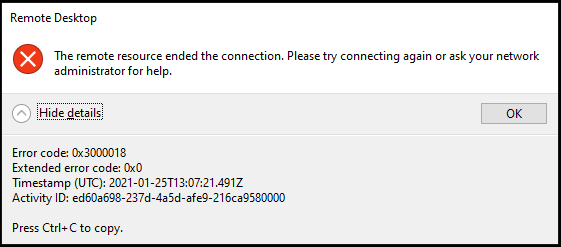 Remote Desktop
The remote resource ended the connection. Please try connecting again or ask your network
administrator for help.
Hide details
OK
Error code: 0x3000018
Extended error code: 0x0
Timestamp (UTC): 2021-01-25T13:07:21.491Z
Activity ID: ed60a698-237d-4a5d-afe9-216ca9580000
Press Ctrl+C to copy.